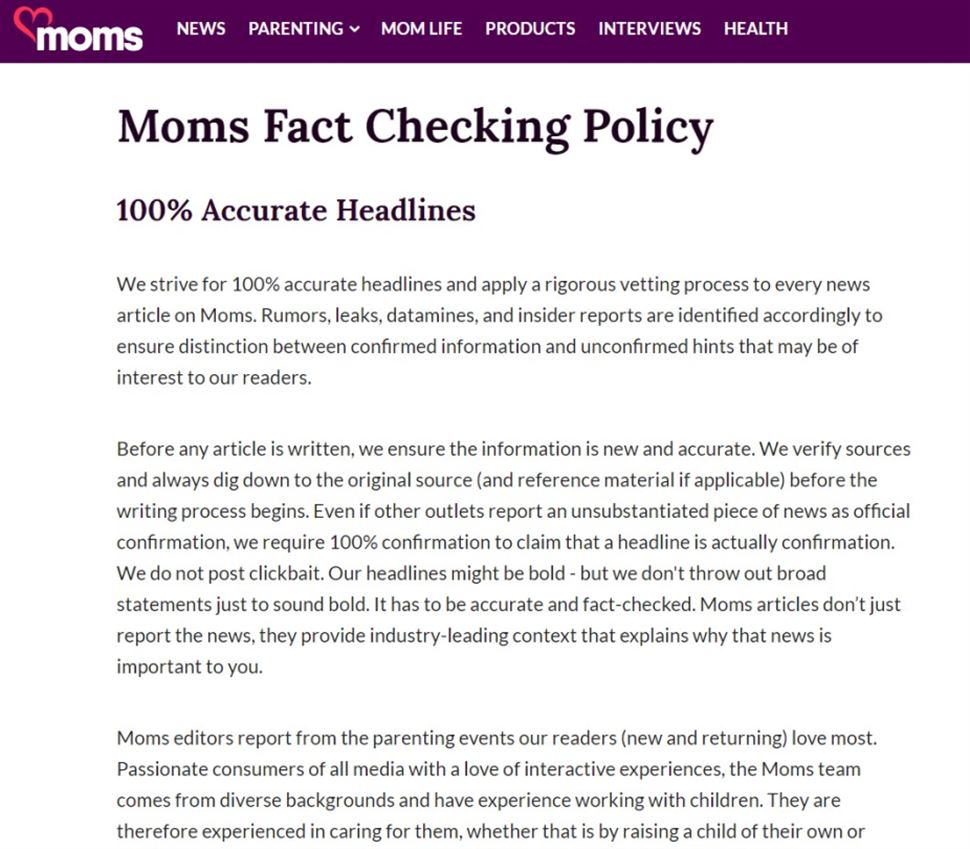 moms
NEWS PARENTING MOM LIFE PRODUCTS INTERVIEWS HEALTH
Moms Fact Checking Policy
100% Accurate Headlines
We strive for 100% accurate headlines and apply a rigorous vetting process to every news
article on Moms. Rumors, leaks, datamines, and insider reports are identified accordingly to
ensure distinction between confirmed information and unconfirmed hints that may be of
interest to our readers.
Before any article is written, we ensure the information is new and accurate. We verify sources
and always dig down to the original source (and reference material if applicable) before the
writing process begins. Even if other outlets report an unsubstantiated piece of news as official
confirmation, we require 100% confirmation to claim that a headline is actually confirmation.
We do not post clickbait. Our headlines might be bold - but we don't throw out broad
statements just to sound bold. It has to be accurate and fact-checked. Moms articles don’t just
report the news, they provide industry-leading context that explains why that news is
important to you.
Moms editors report from the parenting events our readers (new and returning) love most.
Passionate consumers of all media with a love of interactive experiences, the Moms team
comes from diverse backgrounds and have experience working with children. They are
therefore experienced in caring for them, whether that is by raising a child of their own or